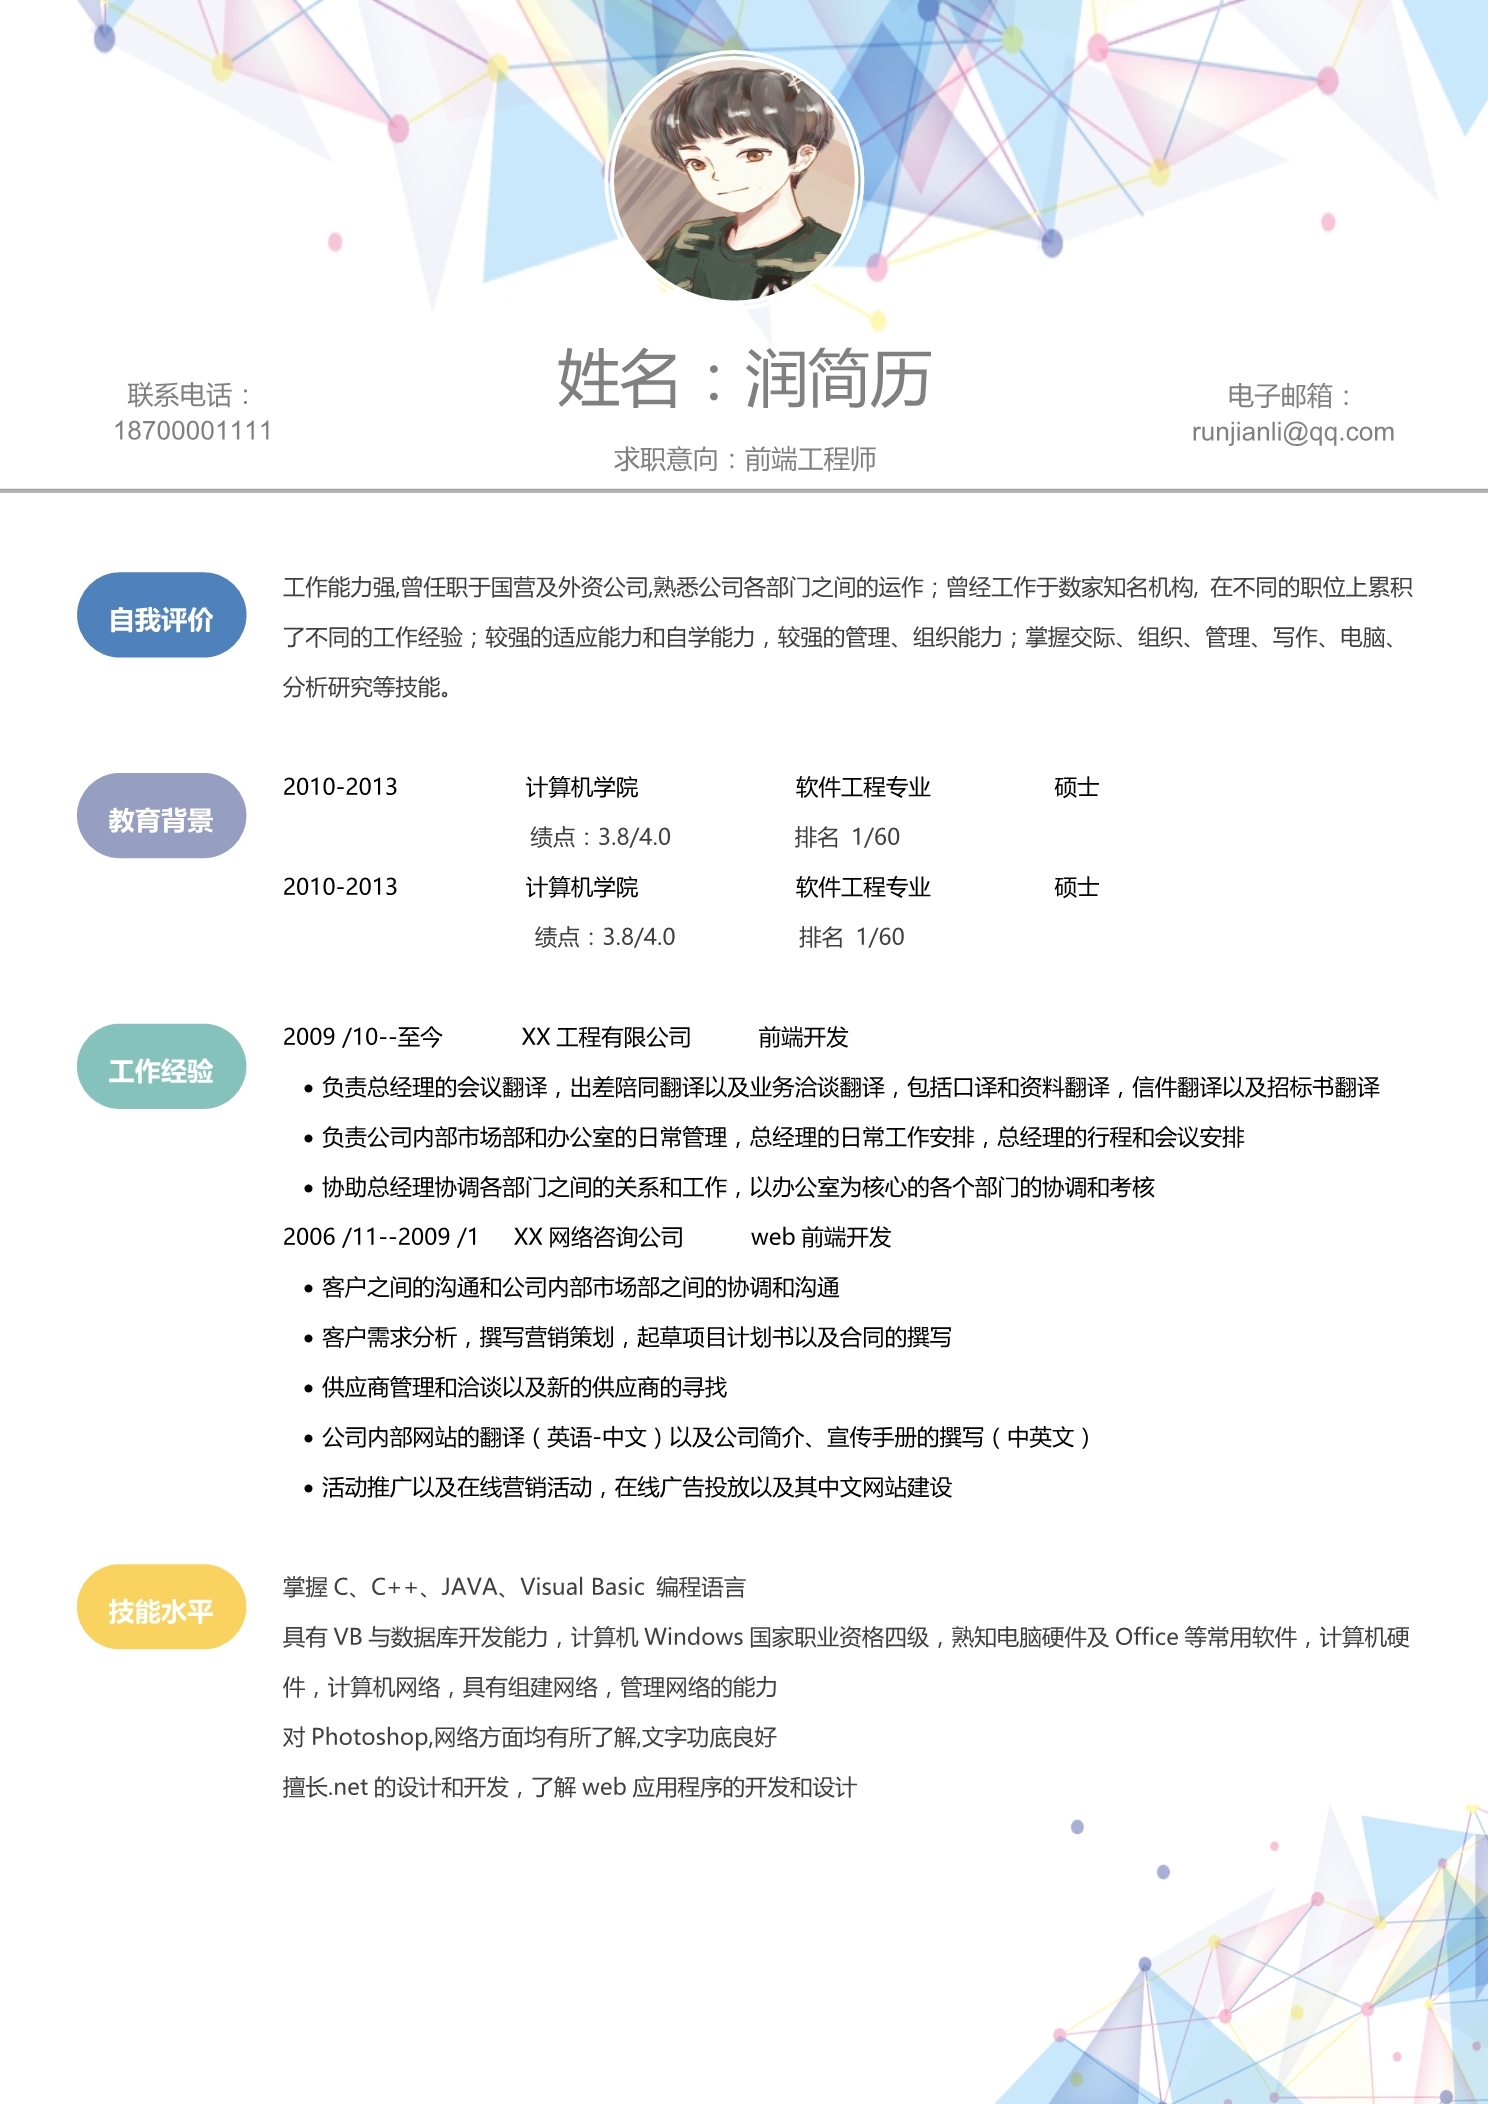 姓名：润简历
联系电话：
18700001111
电子邮箱：
runjianli@qq.com
求职意向：前端工程师
自我评价
工作能力强,曾任职于国营及外资公司,熟悉公司各部门之间的运作；曾经工作于数家知名机构, 在不同的职位上累积
了不同的工作经验；较强的适应能力和自学能力，较强的管理、组织能力；掌握交际、组织、管理、写作、电脑、
分析研究等技能。
教育背景
2010-2013 计算机学院 软件工程专业 硕士
绩点：3.8/4.0 排名 1/60
2010-2013 计算机学院 软件工程专业 硕士
绩点：3.8/4.0 排名 1/60
工作经验
2009 /10--至今 XX 工程有限公司 前端开发
• 负责总经理的会议翻译，出差陪同翻译以及业务洽谈翻译，包括口译和资料翻译，信件翻译以及招标书翻译
• 负责公司内部市场部和办公室的日常管理，总经理的日常工作安排，总经理的行程和会议安排
• 协助总经理协调各部门之间的关系和工作，以办公室为核心的各个部门的协调和考核
2006 /11--2009 /1 XX 网络咨询公司 web 前端开发
• 客户之间的沟通和公司内部市场部之间的协调和沟通
• 客户需求分析，撰写营销策划，起草项目计划书以及合同的撰写
• 供应商管理和洽谈以及新的供应商的寻找
• 公司内部网站的翻译（英语-中文）以及公司简介、宣传手册的撰写（中英文）
• 活动推广以及在线营销活动，在线广告投放以及其中文网站建设
技能水平
掌握 C、C++、JAVA、Visual Basic 编程语言
具有 VB 与数据库开发能力，计算机 Windows 国家职业资格四级，熟知电脑硬件及 Office 等常用软件，计算机硬
件，计算机网络，具有组建网络，管理网络的能力
对 Photoshop,网络方面均有所了解,文字功底良好
擅长.net 的设计和开发，了解 web 应用程序的开发和设计